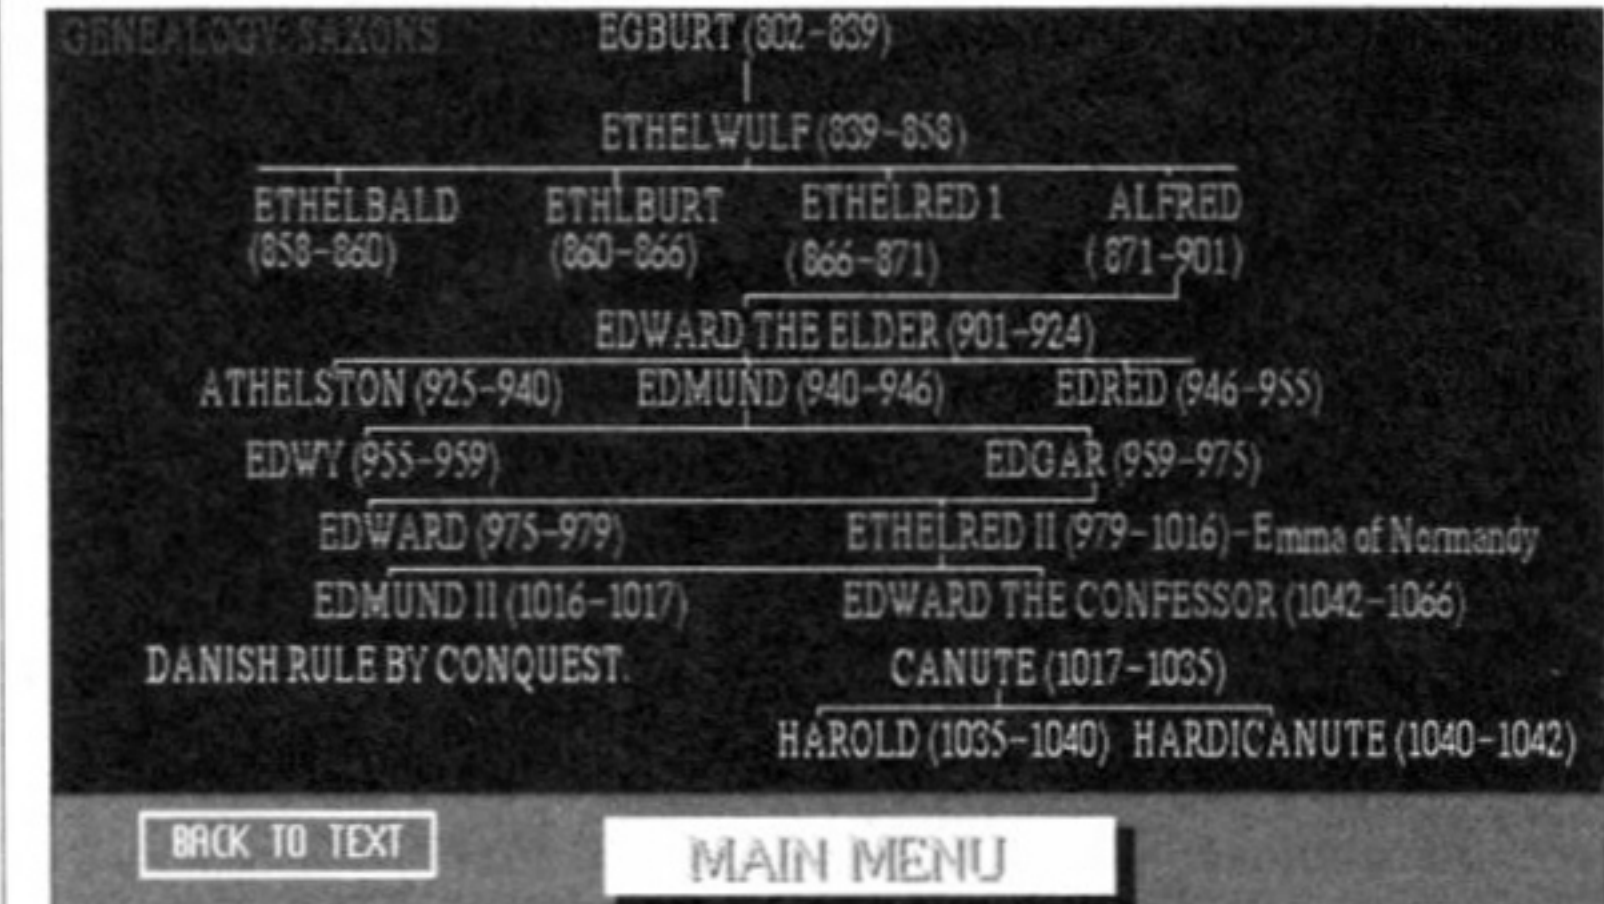 GENEALOGY SAXONS
EGBURT (802-839)
ETHELWULF (839-858)
ETHELBALD ETHLBURT ETHELRED 1 ALFRED
(858-860) (860-866) (866-871) (871-901)
EDWARD THE ELDER (901-924)
ATHELSTON (925-940) EDMUND (940-946) EDRED (946-955)
EDWY (955-959) EDGAR (959-975)
EDWARD (975-979) ETHELRED II (979-1016)-Emma of Normandy
EDMUND II (1016-1017) EDWARD THE CONFESSOR (1042-1066)
DANISH RULE BY CONQUEST. CANUTE (1017-1035)
HAROLD (1035-1040) HARDICANUTE (1040-1042)
BACK TO TEXT MAIN MENU